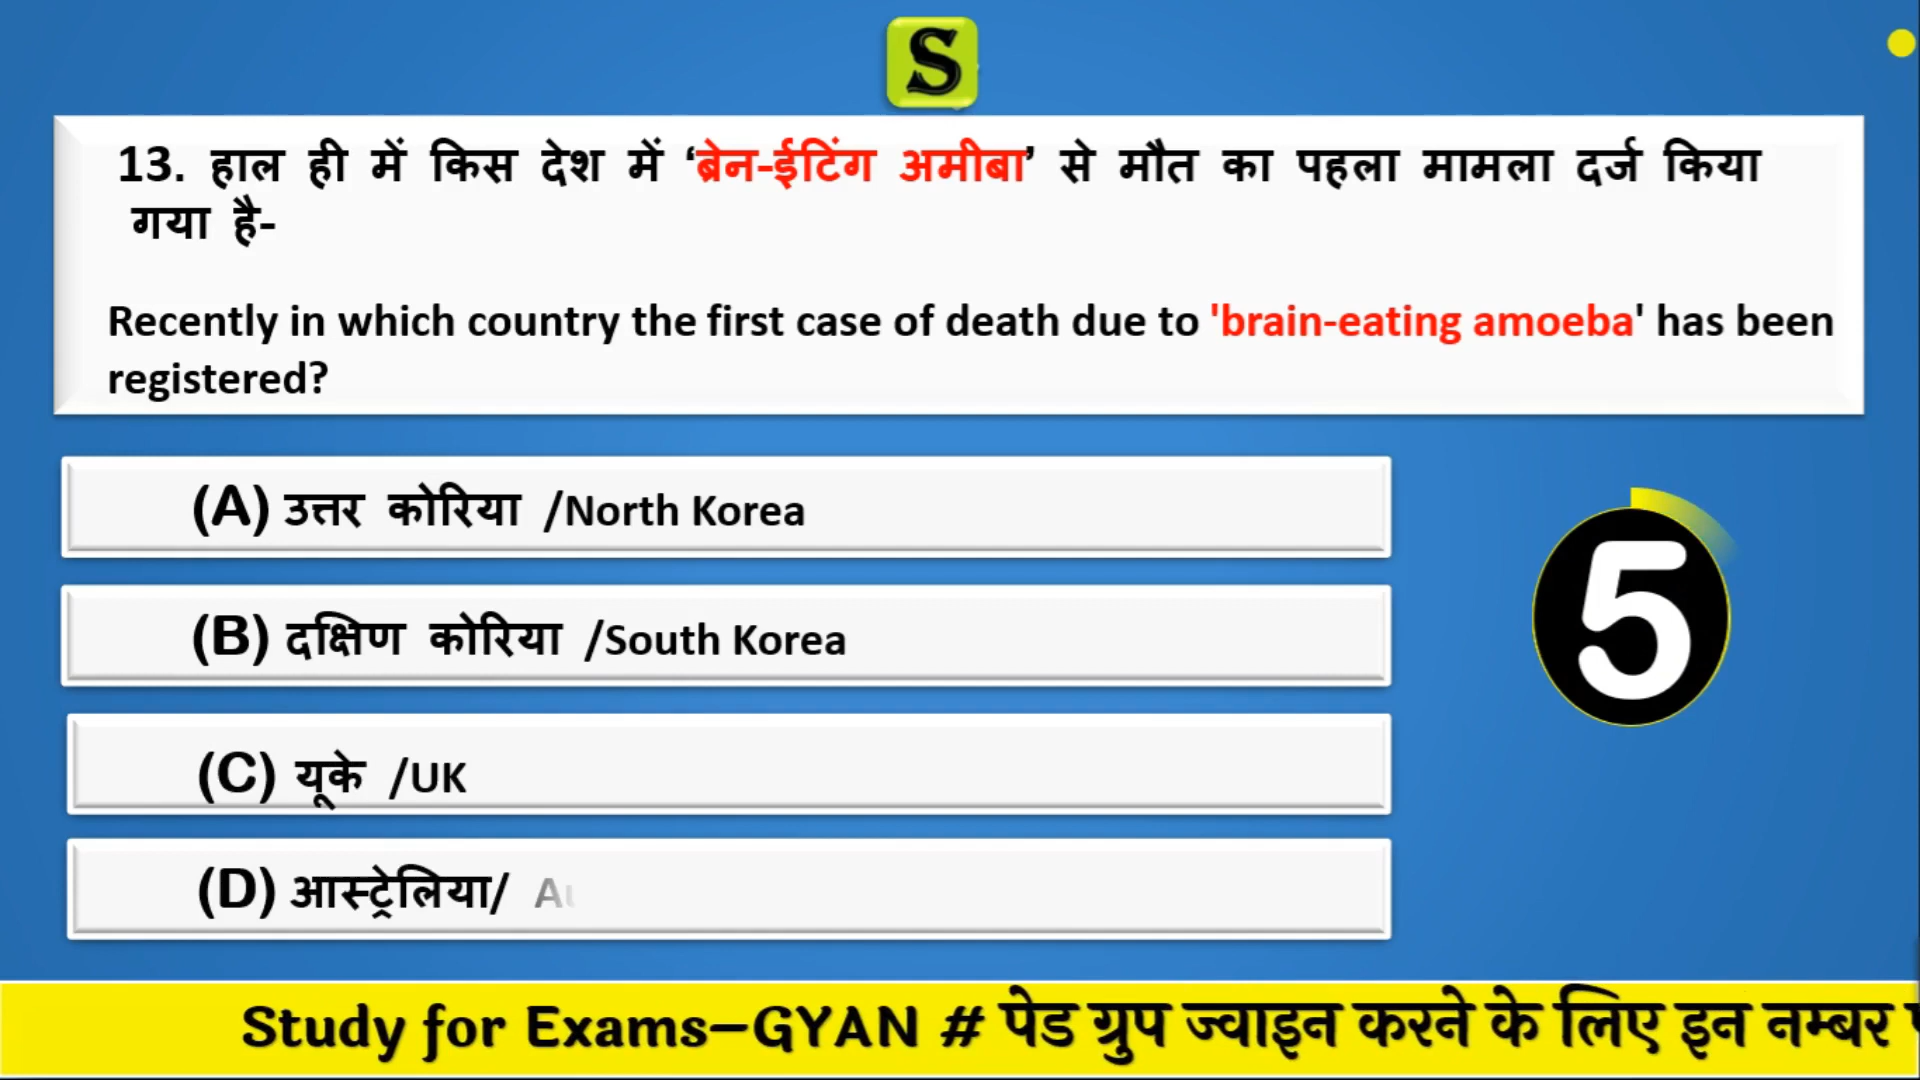 S
13. हाल ही में किस देश में ‘ब्रेन-ईटिंग अमीबा’ से मौत का पहला मामला दर्ज किया
गया है-
Recently in which country the first case of death due to 'brain-eating amoeba' has been
registered?
(A) उत्तर कोरिया /North Korea
(B) दक्षिण कोरिया /South Korea
5
(C) यूके /UK
(D) आस्ट्रेलिया/ Au
Study for Exams–GYAN # पेड ग्रुप ज्वाइन करने के लिए इन नम्बर